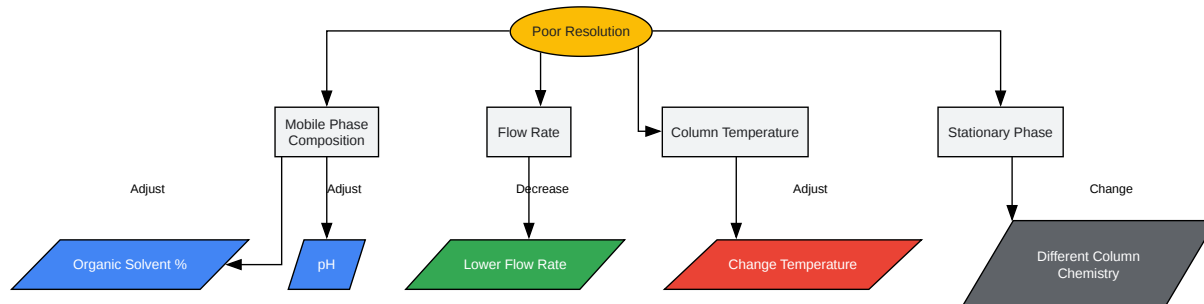 Poor Resolution
Mobile Phase
Composition
Flow Rate
Column Temperature
Stationary Phase
Adjust
Adjust
Decrease
Adjust
Change
Organic Solvent %
pH
Lower Flow Rate
Change Temperature
Different Column
Chemistry